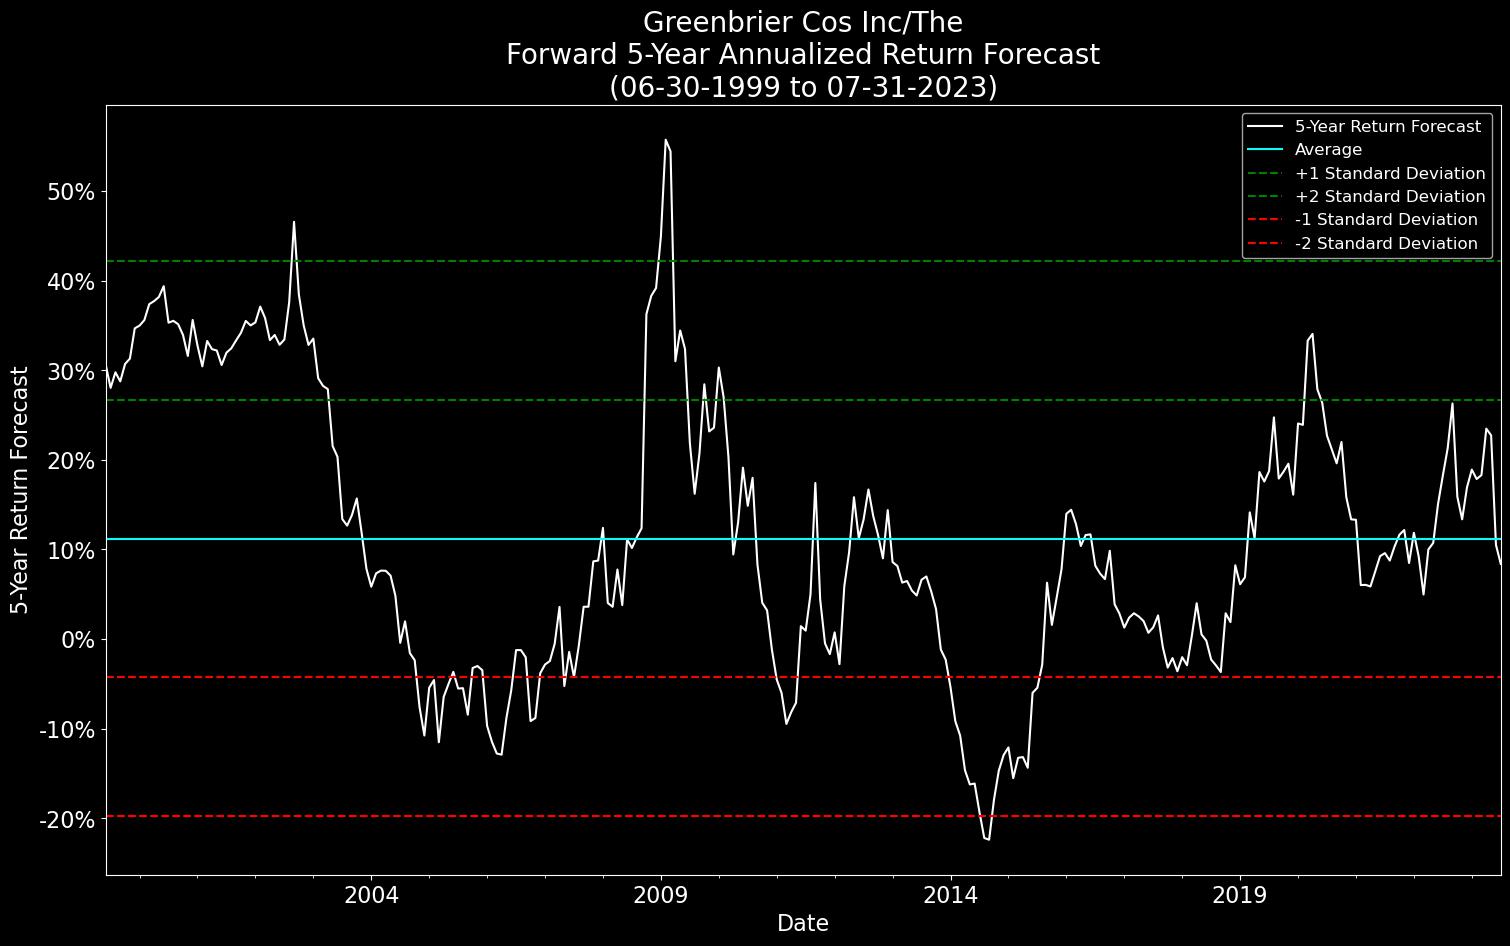 Greenbrier Cos Inc/The
Forward 5-Year Annualized Return Forecast
(06-30-1999 to 07-31-2023)
5-Year Return Forecast
Average
+1 Standard Deviation
+2 Standard Deviation
-1 Standard Deviation
-2 Standard Deviation
5-Year Return Forecast
50%
40%
30%
20%
10%
0%
-10%
-20%
2004
2009
2014
2019
Date